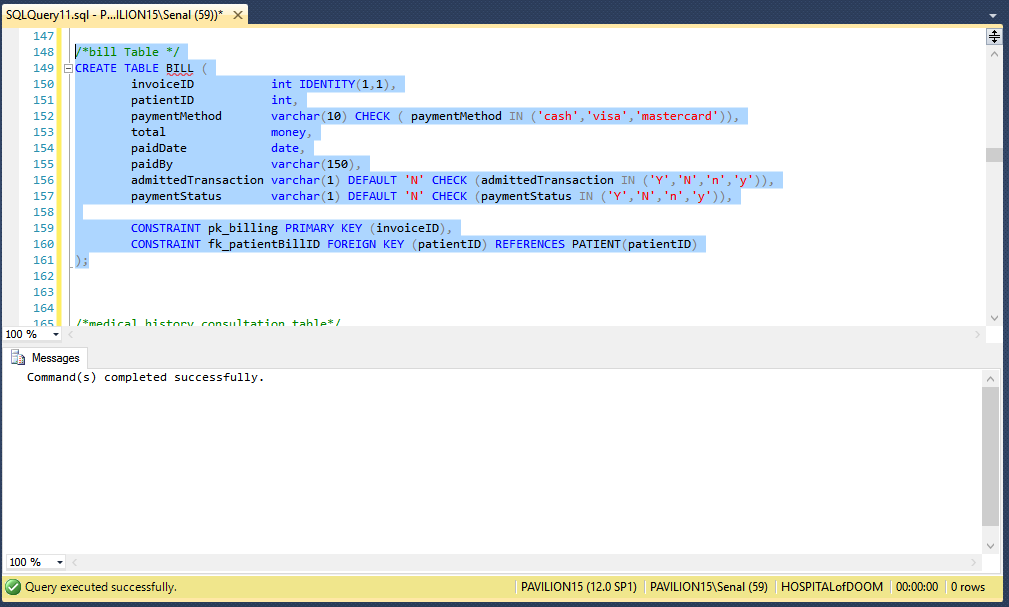 SQLQuery11.sql - P...ILION15\Senal (59))*
147
148 /*bill Table */
149 CREATE TABLE BILL (
150 invoiceID int IDENTITY(1,1),
151 patientID int,
152 paymentMethod varchar(10) CHECK ( paymentMethod IN ('cash','visa','mastercard')),
153 total money,
154 paidDate date,
155 paidBy varchar(150),
156 admittedTransaction varchar(1) DEFAULT 'N' CHECK (admittedTransaction IN ('Y','N','n','y')),
157 paymentStatus varchar(1) DEFAULT 'N' CHECK (paymentStatus IN ('Y','N','n','y')),
158
159 CONSTRAINT pk_billing PRIMARY KEY (invoiceID),
160 CONSTRAINT fk_patientBillID FOREIGN KEY (patientID) REFERENCES PATIENT(patientID)
161 );
162
163
164
165 /*medical history consultation table*/
100 %
Messages
Command(s) completed successfully.
100 %
Query executed successfully. PAVILION15 (12.0 SP1) PAVILION15\Senal (59) HOSPITALofDOOM 00:00:00 0 rows